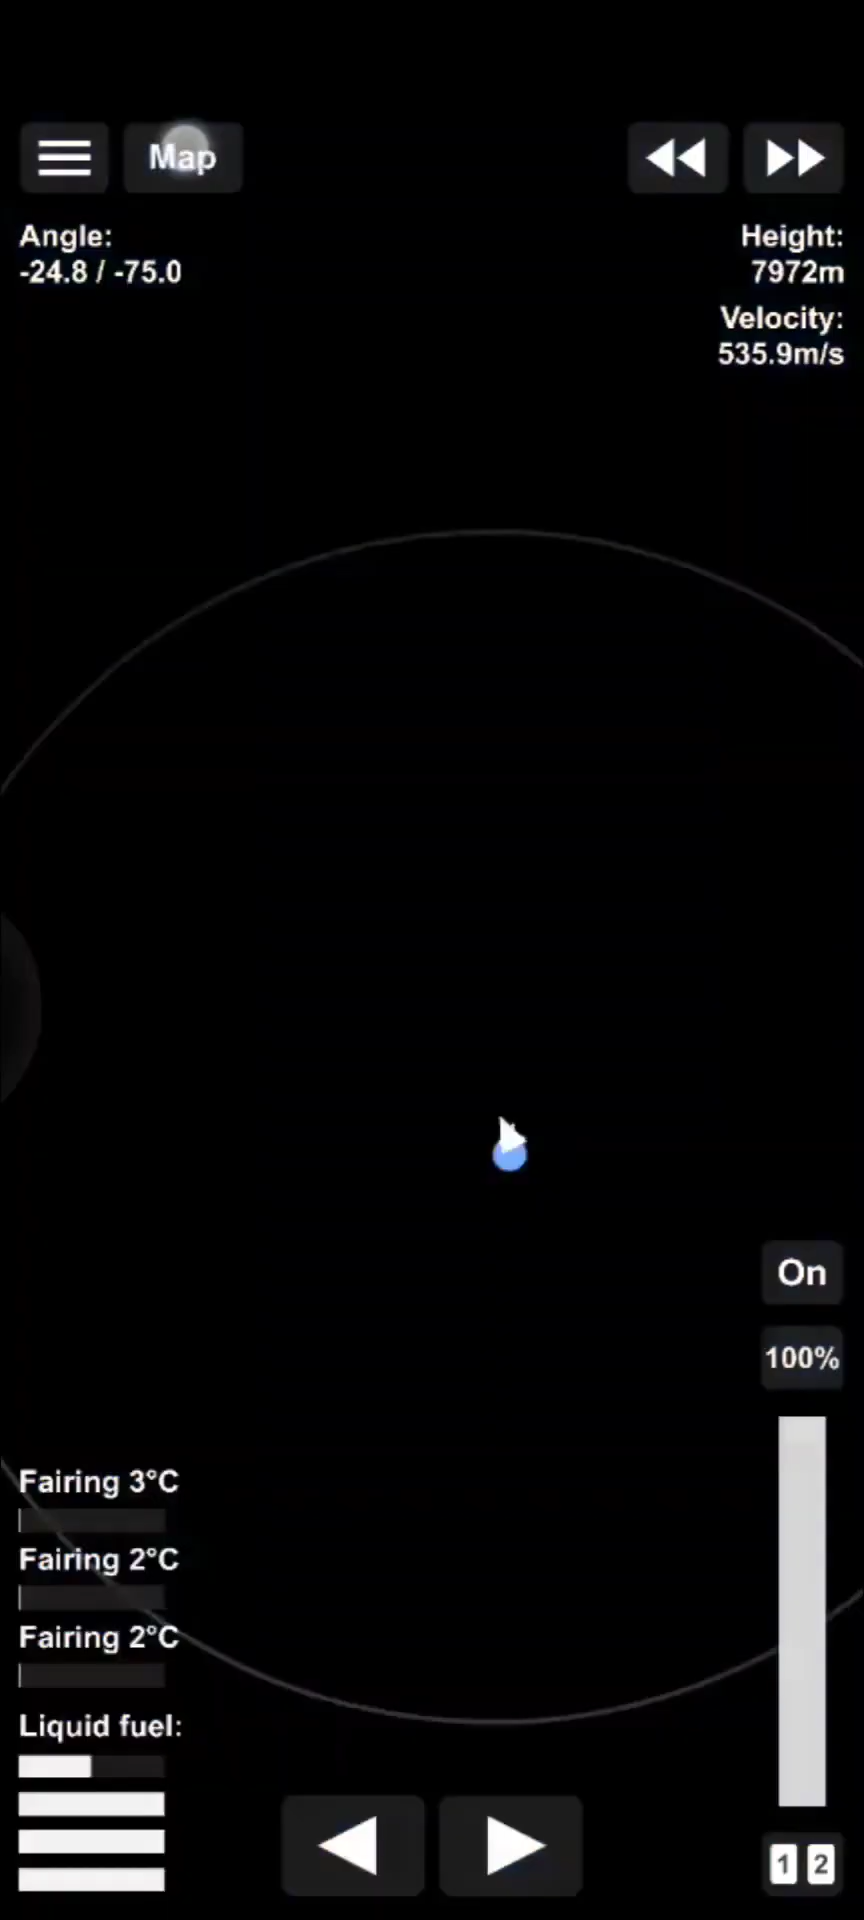 Map
Angle:
-24.8 / -75.0
Height:
7972m
Velocity:
535.9m/s
On
100%
Fairing 3°C
Fairing 2°C
Fairing 2°C
Liquid fuel:
1 2